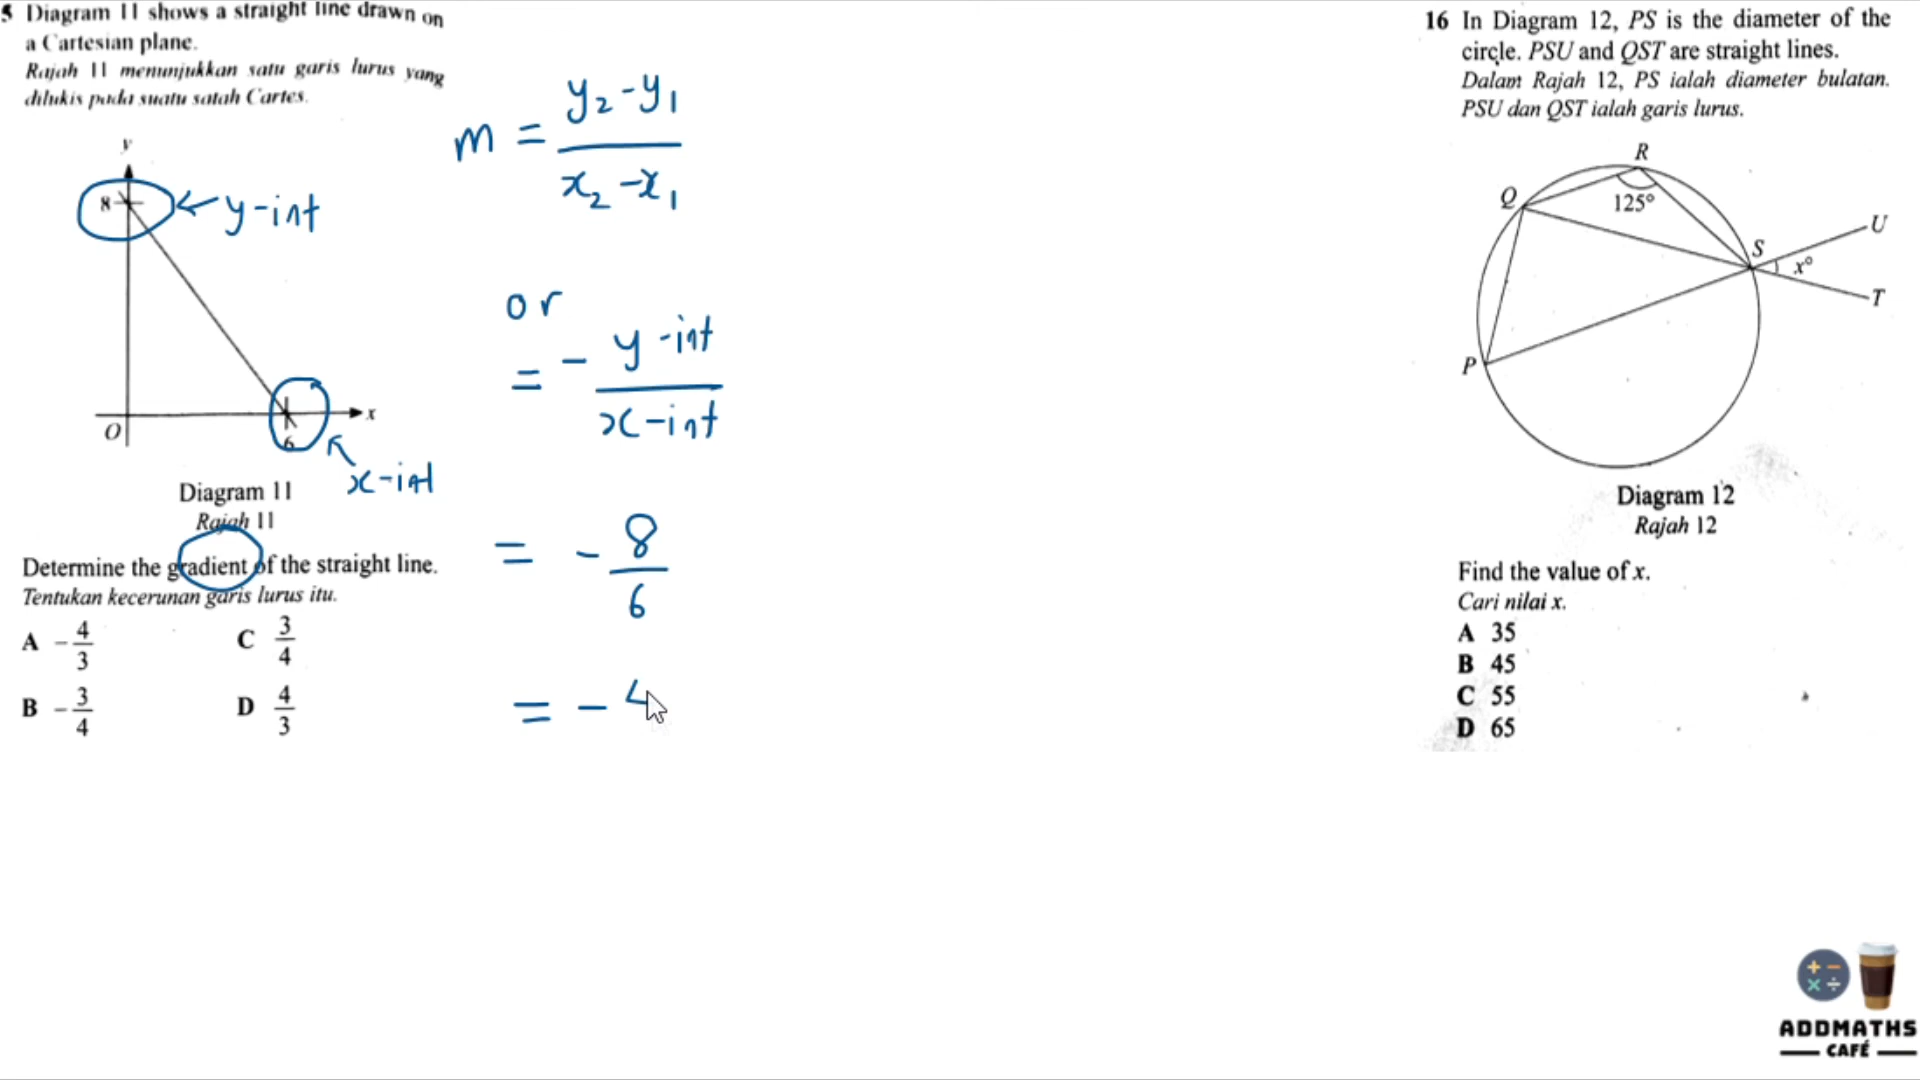 5 Diagram 11 shows a straight line drawn on
a Cartesian plane.
Rajah 11 menunjukkan satu garis lurus yang
dilukis pada suatu satah Cartes.
y
8
← y-int
O
6
x
x-int
Diagram 11
Rajah 11
Determine the gradient of the straight line.
Tentukan kecerunan garis lurus itu.
A -4/3
C 3/4
B -3/4
D 4/3
m = y₂-y₁ / x₂-x₁
or
= - y-int / x-int
= - 8/6
= - 4
16 In Diagram 12, PS is the diameter of the
circle. PSU and QST are straight lines.
Dalam Rajah 12, PS ialah diameter bulatan.
PSU dan QST ialah garis lurus.
R
Q
125°
U
S
x°
T
P
Diagram 12
Rajah 12
Find the value of x.
Cari nilai x.
A 35
B 45
C 55
D 65
+ −
× ÷
ADDMATHS
CAFÉ